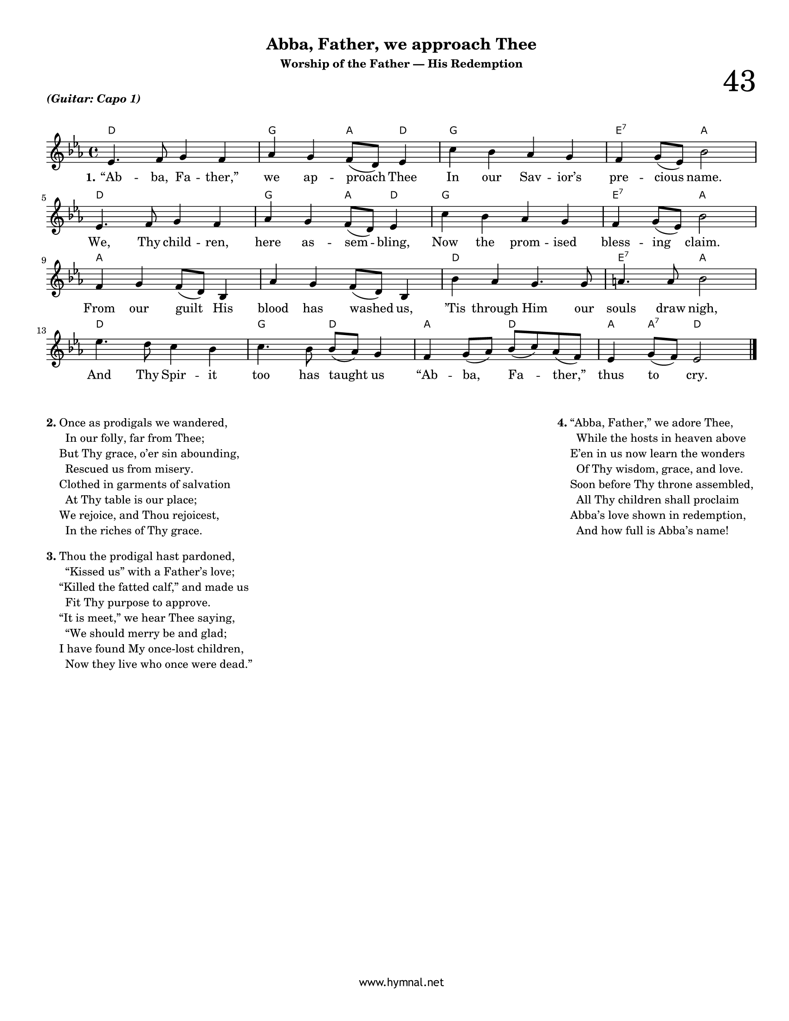 Abba, Father, we approach Thee
Worship of the Father — His Redemption
43
(Guitar: Capo 1)
D G A D G E7 A
1. “Ab - ba, Fa - ther,” we ap - proach Thee In our Sav - ior’s pre - cious name.
5
D G A D G E7 A
We, Thy child - ren, here as - sem - bling, Now the prom - ised bless - ing claim.
9
A D E7 A
From our guilt His blood has washed us, ’Tis through Him our souls draw nigh,
13
D G D A D A A7 D
And Thy Spir - it too has taught us “Ab - ba, Fa - ther,” thus to cry.
2. Once as prodigals we wandered,
In our folly, far from Thee;
But Thy grace, o’er sin abounding,
Rescued us from misery.
Clothed in garments of salvation
At Thy table is our place;
We rejoice, and Thou rejoicest,
In the riches of Thy grace.
3. Thou the prodigal hast pardoned,
“Kissed us” with a Father’s love;
“Killed the fatted calf,” and made us
Fit Thy purpose to approve.
“It is meet,” we hear Thee saying,
“We should merry be and glad;
I have found My once-lost children,
Now they live who once were dead.”
4. “Abba, Father,” we adore Thee,
While the hosts in heaven above
E’en in us now learn the wonders
Of Thy wisdom, grace, and love.
Soon before Thy throne assembled,
All Thy children shall proclaim
Abba’s love shown in redemption,
And how full is Abba’s name!
www.hymnal.net